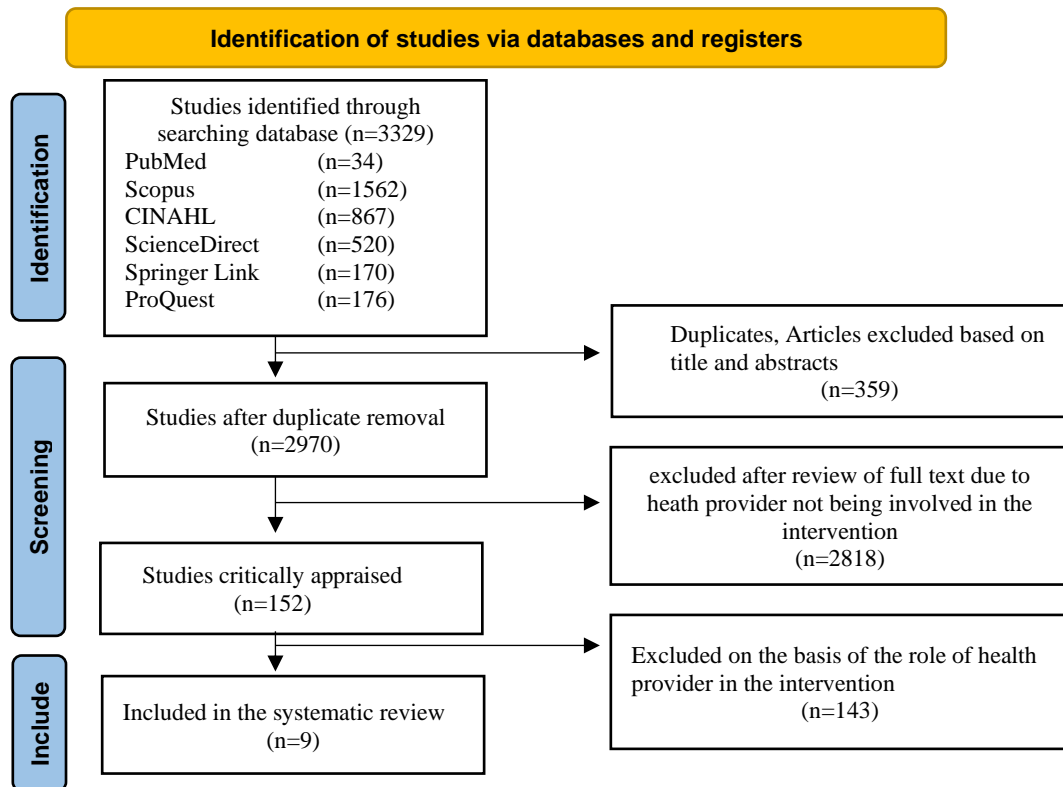 Identification of studies via databases and registers
Identification
Studies identified through
searching database (n=3329)
PubMed (n=34)
Scopus (n=1562)
CINAHL (n=867)
ScienceDirect (n=520)
Springer Link (n=170)
ProQuest (n=176)
Duplicates, Articles excluded based on
title and abstracts
(n=359)
Screening
Studies after duplicate removal
(n=2970)
excluded after review of full text due to
heath provider not being involved in the
intervention
(n=2818)
Studies critically appraised
(n=152)
Excluded on the basis of the role of health
provider in the intervention
(n=143)
Include
Included in the systematic review
(n=9)